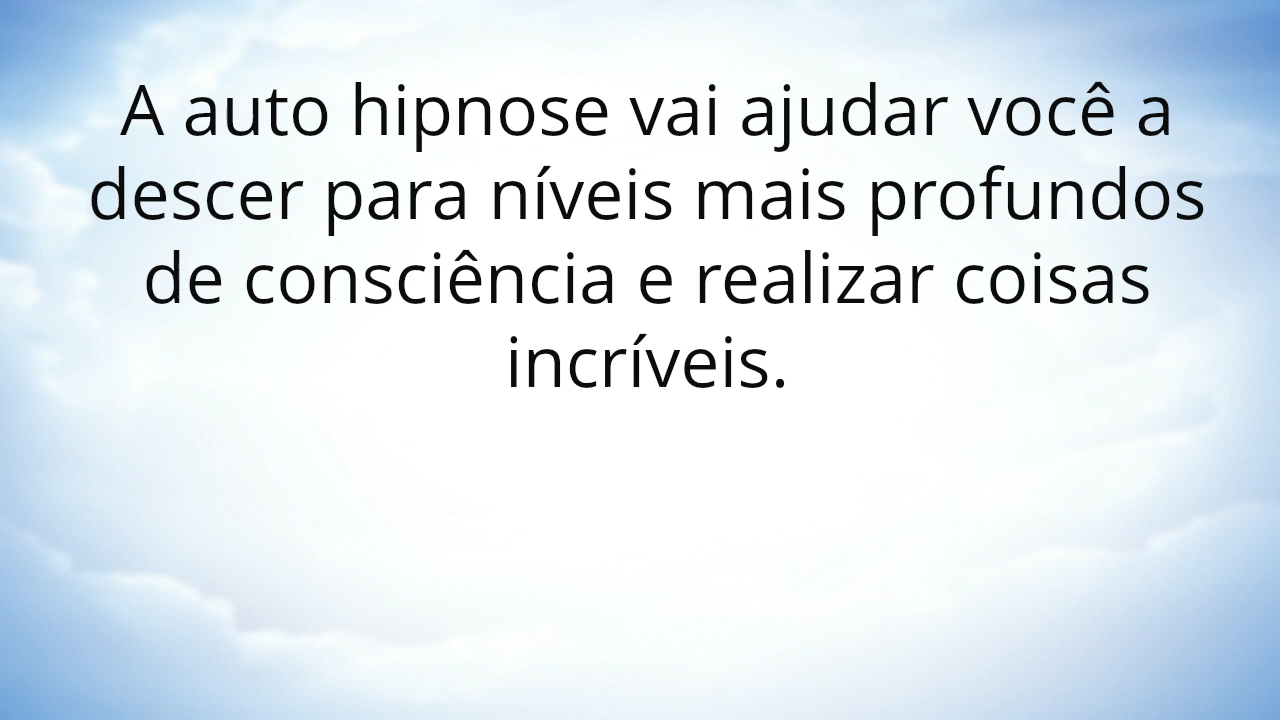 A auto hipnose vai ajudar você a
descer para níveis mais profundos
de consciência e realizar coisas
incríveis.